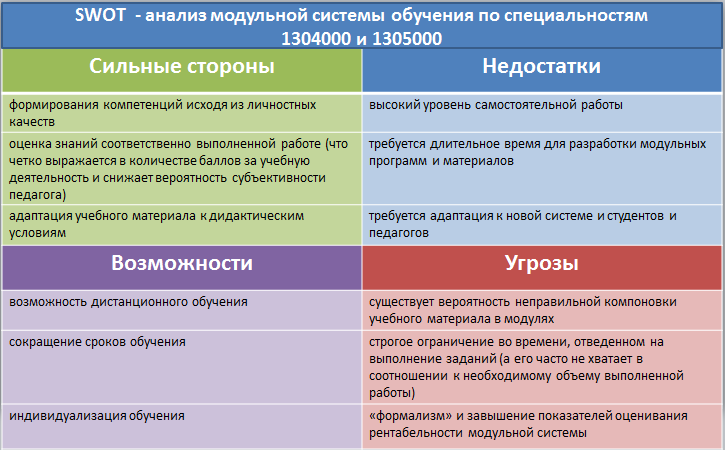 SWOT - анализ модульной системы обучения по специальностям
1304000 и 1305000
Сильные стороны
Недостатки
формирования компетенций исходя из личностных
качеств
высокий уровень самостоятельной работы
оценка знаний соответственно выполненной работе (что
четко выражается в количестве баллов за учебную
деятельность и снижает вероятность субъективности
педагога)
требуется длительное время для разработки модульных
программ и материалов
адаптация учебного материала к дидактическим
условиям
требуется адаптация к новой системе и студентов и
педагогов
Возможности
Угрозы
возможность дистанционного обучения
существует вероятность неправильной компоновки
учебного материала в модулях
сокращение сроков обучения
строгое ограничение во времени, отведенном на
выполнение заданий (а его часто не хватает в
соотношении к необходимому объему выполненной
работы)
индивидуализация обучения
«формализм» и завышение показателей оценивания
рентабельности модульной системы